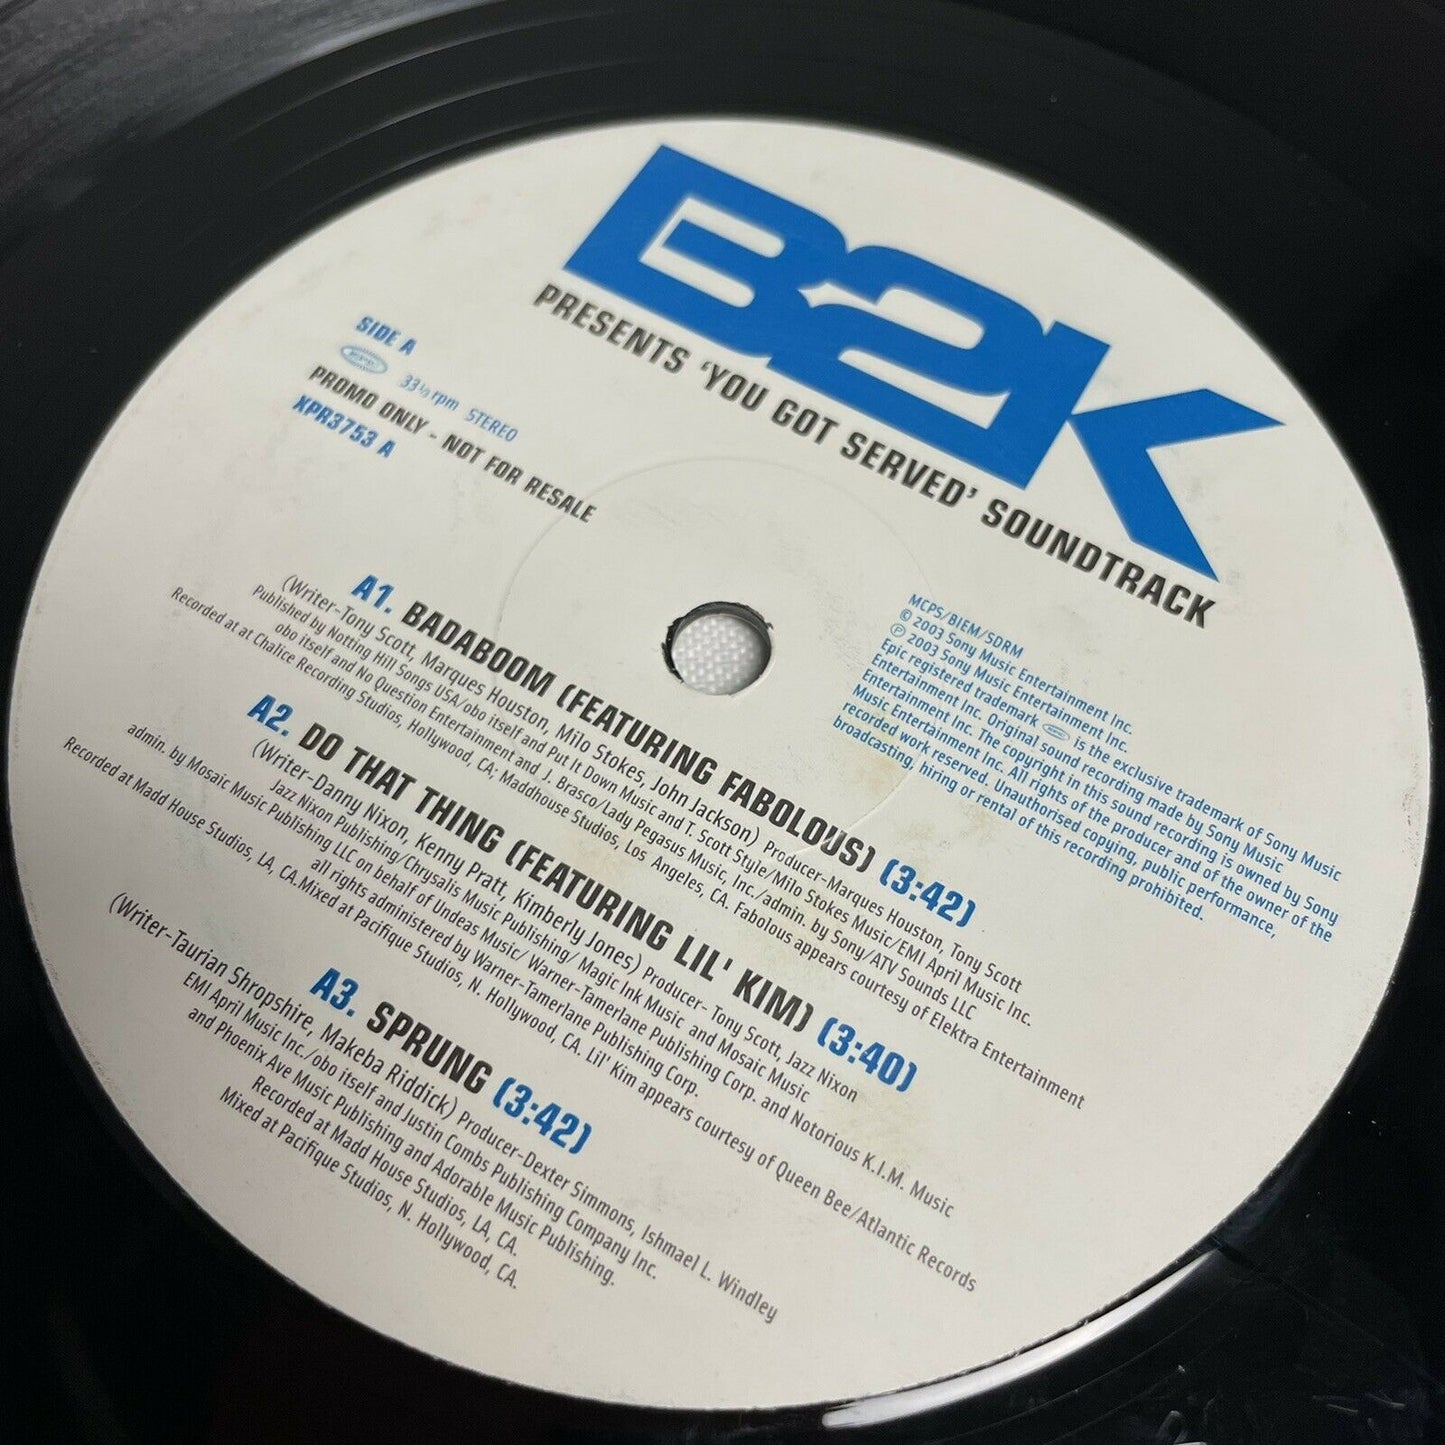 B2K
PRESENTS 'YOU GOT SERVED' SOUNDTRACK
SIDE A
epic 33⅓ rpm STEREO
PROMO ONLY - NOT FOR RESALE
XPR3753 A
MCPS/BIEM/SDRM
© 2003 Sony Music Entertainment Inc.
℗ 2003 Sony Music Entertainment Inc.
Epic registered trademark epic is the exclusive trademark of Sony Music
Entertainment Inc. Original sound recording made by Sony Music
Entertainment Inc. The copyright in this sound recording is owned by Sony
Music Entertainment Inc. All rights of the producer and of the owner of the
recorded work reserved. Unauthorised copying, public performance,
broadcasting, hiring or rental of this recording prohibited.
A1. BADABOOM (FEATURING FABOLOUS) (3:42)
(Writer-Tony Scott, Marques Houston, Milo Stokes, John Jackson) Producer-Marques Houston, Tony Scott
Published by Notting Hill Songs USA/obo itself and Put It Down Music and T. Scott Style/Milo Stokes Music/EMI April Music Inc.
obo itself and No Question Entertainment and J. Brasco/Lady Pegasus Music, Inc./admin. by Sony/ATV Sounds LLC
Recorded at at Chalice Recording Studios, Hollywood, CA; Maddhouse Studios, Los Angeles, CA. Fabolous appears courtesy of Elektra Entertainment
A2. DO THAT THING (FEATURING LIL' KIM) (3:40)
(Writer-Danny Nixon, Kenny Pratt, Kimberly Jones) Producer- Tony Scott, Jazz Nixon
Jazz Nixon Publishing/Chrysalis Music Publishing/ Magic Ink Music and Mosaic Music
admin. by Mosaic Music Publishing LLC on behalf of Undeas Music/ Warner-Tamerlane Publishing Corp. and Notorious K.I.M. Music
all rights administered by Warner-Tamerlane Publishing Corp.
Recorded at Madd House Studios, LA, CA.Mixed at Pacifique Studios, N. Hollywood, CA. Lil' Kim appears courtesy of Queen Bee/Atlantic Records
A3. SPRUNG (3:42)
(Writer-Taurian Shropshire, Makeba Riddick) Producer-Dexter Simmons, Ishmael L. Windley
EMI April Music Inc./obo itself and Justin Combs Publishing Company Inc.
and Phoenix Ave Music Publishing and Adorable Music Publishing.
Recorded at Madd House Studios, LA, CA.
Mixed at Pacifique Studios, N. Hollywood, CA.